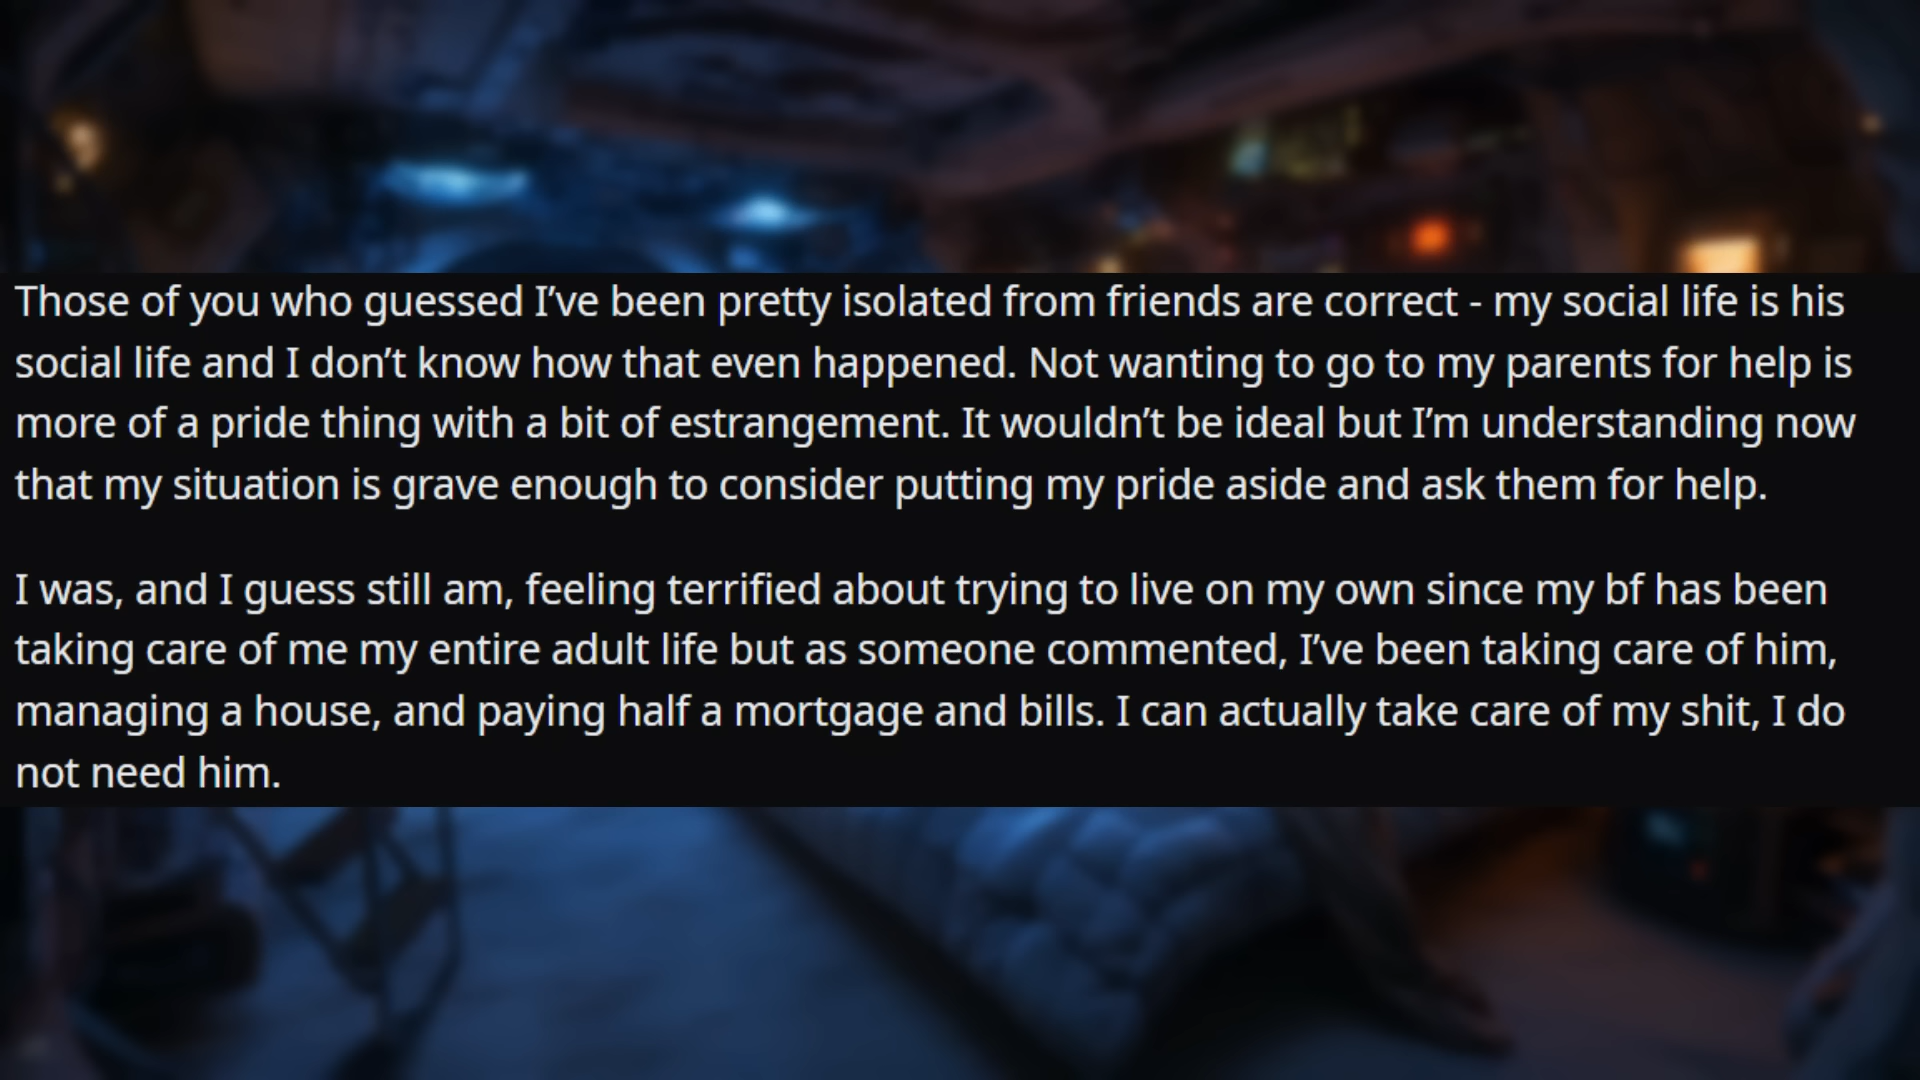 Those of you who guessed I’ve been pretty isolated from friends are correct - my social life is his
social life and I don’t know how that even happened. Not wanting to go to my parents for help is
more of a pride thing with a bit of estrangement. It wouldn’t be ideal but I’m understanding now
that my situation is grave enough to consider putting my pride aside and ask them for help.
I was, and I guess still am, feeling terrified about trying to live on my own since my bf has been
taking care of me my entire adult life but as someone commented, I’ve been taking care of him,
managing a house, and paying half a mortgage and bills. I can actually take care of my shit, I do
not need him.